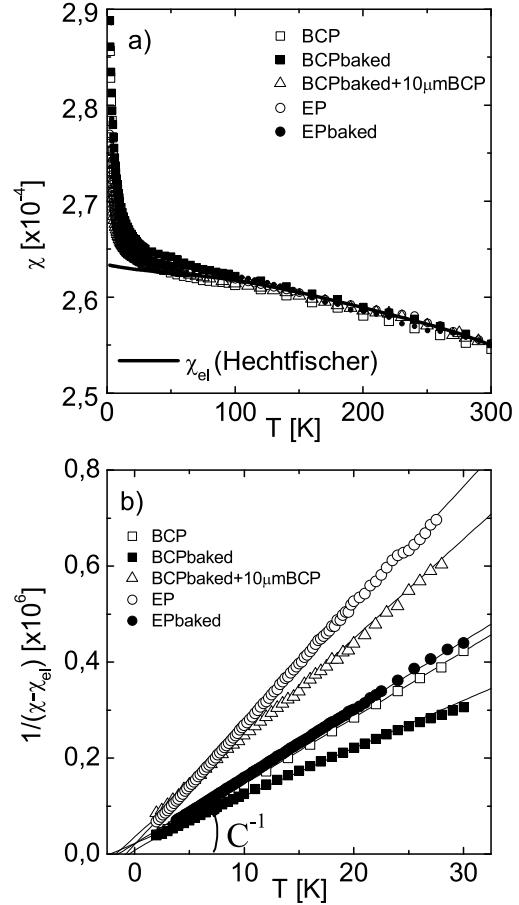 a)
2,9
2,8
2,7
2,6
2,5
χ [x10⁻⁴]
BCP
BCPbaked
BCPbaked+10μmBCP
EP
EPbaked
χel (Hechtfischer)
0 100 200 300
T [K]
b)
0,8
0,6
0,4
0,2
0,0
1/(χ-χel) [x10⁶]
BCP
BCPbaked
BCPbaked+10μmBCP
EP
EPbaked
C⁻¹
0 10 20 30
T [K]